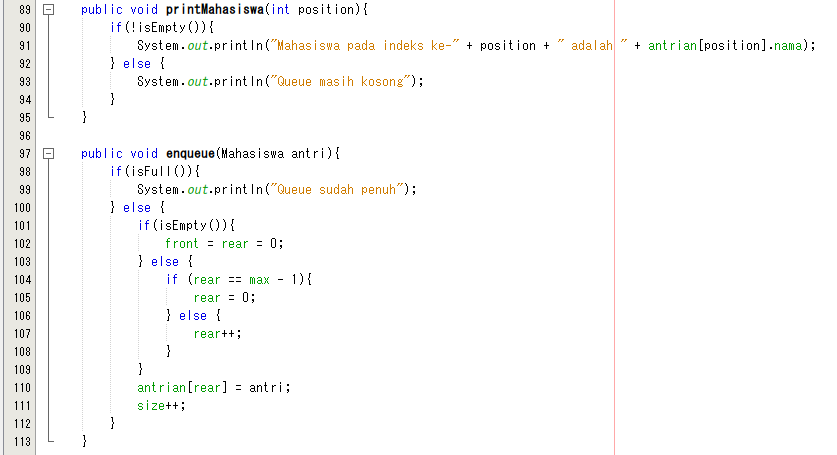 89 public void printMahasiswa(int position){
90 if(!isEmpty()){
91 System.out.println("Mahasiswa pada indeks ke-" + position + " adalah " + antrian[position].nama);
92 } else {
93 System.out.println("Queue masih kosong");
94 }
95 }
96
97 public void enqueue(Mahasiswa antri){
98 if(isFull()){
99 System.out.println("Queue sudah penuh");
100 } else {
101 if(isEmpty()){
102 front = rear = 0;
103 } else {
104 if (rear == max - 1){
105 rear = 0;
106 } else {
107 rear++;
108 }
109 }
110 antrian[rear] = antri;
111 size++;
112 }
113 }